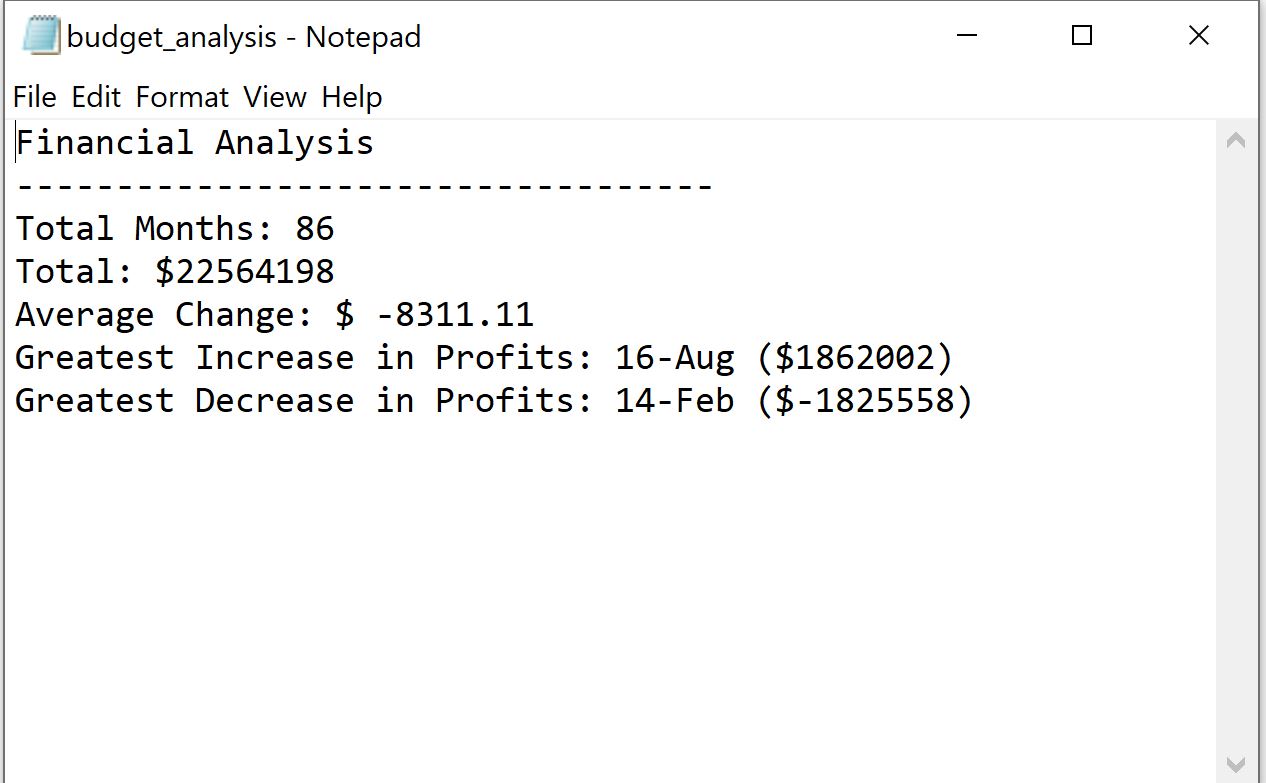 budget_analysis - Notepad
File Edit Format View Help
Financial Analysis
-----------------------------------
Total Months: 86
Total: $22564198
Average Change: $ -8311.11
Greatest Increase in Profits: 16-Aug ($1862002)
Greatest Decrease in Profits: 14-Feb ($-1825558)